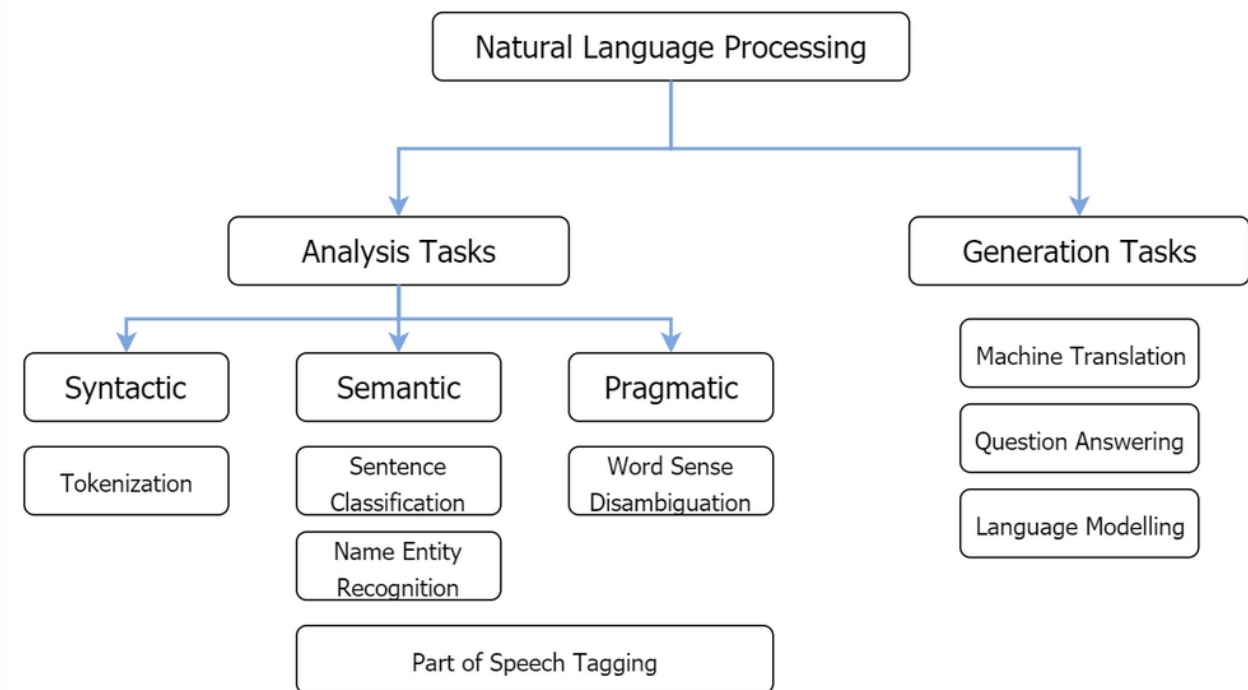 Natural Language Processing
Analysis Tasks
Generation Tasks
Syntactic
Semantic
Pragmatic
Tokenization
Sentence
Classification
Name Entity
Recognition
Word Sense
Disambiguation
Part of Speech Tagging
Machine Translation
Question Answering
Language Modelling